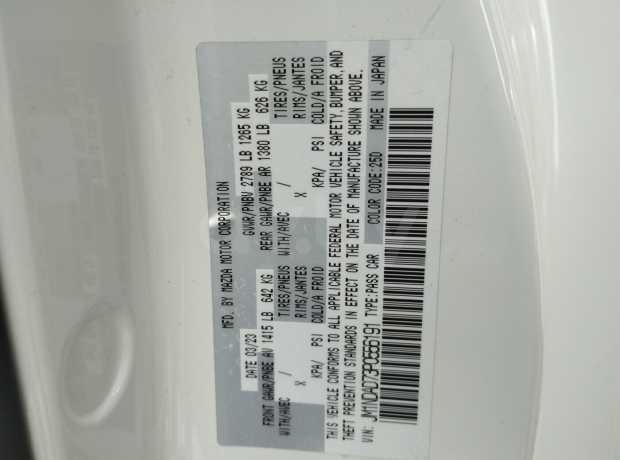 MFD. BY MAZDA MOTOR CORPORATION
DATE 03/23 GVWR/PNBV 2789 LB 1265 KG
FRONT GAWR/PNBE AV 1415 LB 642 KG REAR GAWR/PNBE AR 1380 LB 626 KG
WITH/AVEC / TIRES/PNEUS WITH/AVEC / TIRES/PNEUS
X RIMS/JANTES X RIMS/JANTES
KPA/ PSI COLD/A FROID KPA/ PSI COLD/A FROID
THIS VEHICLE CONFORMS TO ALL APPLICABLE FEDERAL MOTOR VEHICLE SAFETY, BUMPER, AND
THEFT PREVENTION STANDARDS IN EFFECT ON THE DATE OF MANUFACTURE SHOWN ABOVE.
VIN: JM1NDAD73P0556191 TYPE:PASS CAR COLOR CODE:25D MADE IN JAPAN